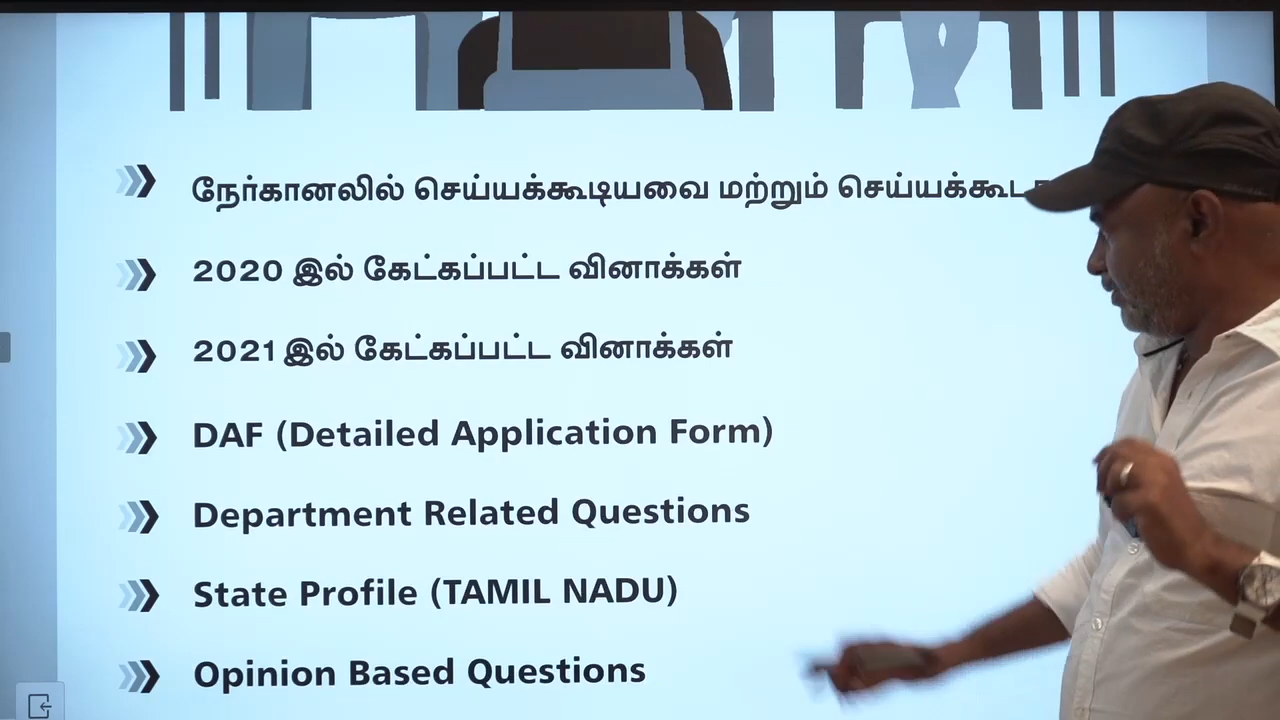 நேர்கானலில் செய்யக்கூடியவை மற்றும்
2020 இல் கேட்கப்பட்ட வினாக்கள்
2021 இல் கேட்கப்பட்ட வினாக்கள்
DAF (Detailed Application Form)
Department Related Questions
State Profile (TAMIL NADU)
Opinion Based Questions